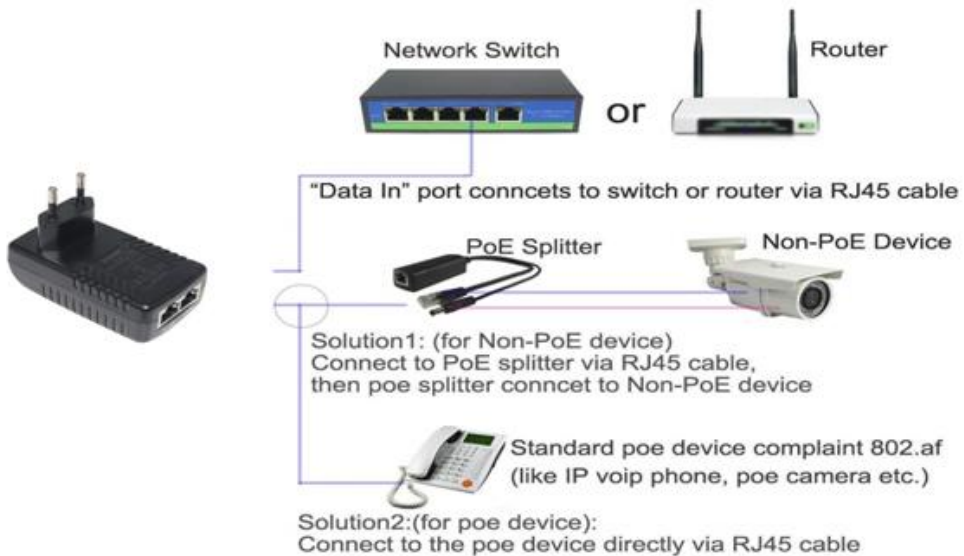 Network Switch
Router
or
“Data In” port conncets to switch or router via RJ45 cable
PoE Splitter
Non-PoE Device
Solution1: (for Non-PoE device)
Connect to PoE splitter via RJ45 cable,
then poe splitter conncet to Non-PoE device
Standard poe device complaint 802.af
(like IP voip phone, poe camera etc.)
Solution2:(for poe device):
Connect to the poe device directly via RJ45 cable